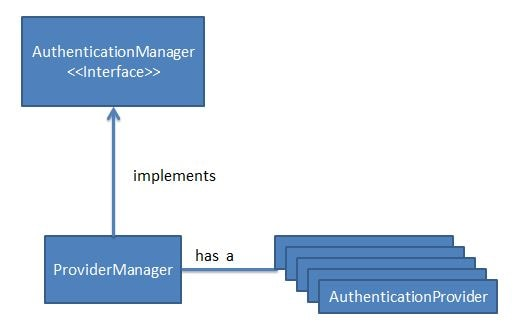 AuthenticationManager
<<Interface>>
implements
ProviderManager
has a
AuthenticationProvider